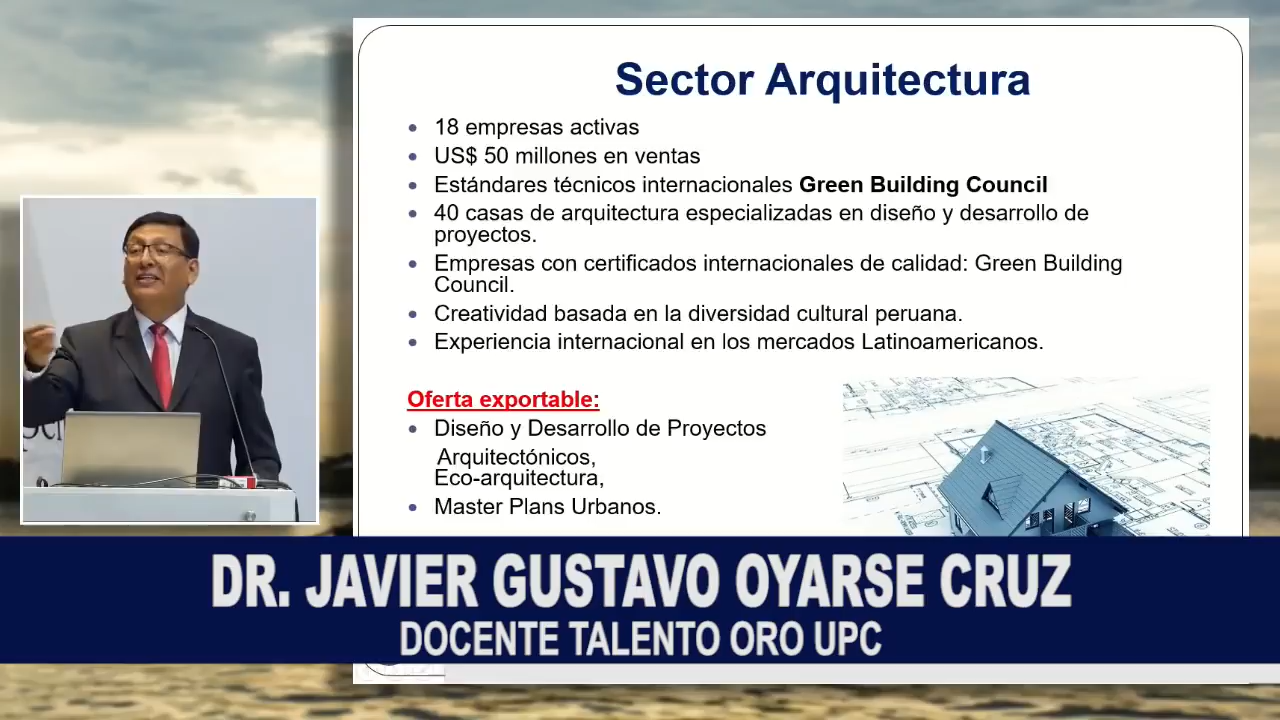 Sector Arquitectura
18 empresas activas
US$ 50 millones en ventas
Estándares técnicos internacionales Green Building Council
40 casas de arquitectura especializadas en diseño y desarrollo de
proyectos.
Empresas con certificados internacionales de calidad: Green Building
Council.
Creatividad basada en la diversidad cultural peruana.
Experiencia internacional en los mercados Latinoamericanos.
Oferta exportable:
Diseño y Desarrollo de Proyectos
Arquitectónicos,
Eco-arquitectura,
Master Plans Urbanos.
DR. JAVIER GUSTAVO OYARSE CRUZ
DOCENTE TALENTO ORO UPC